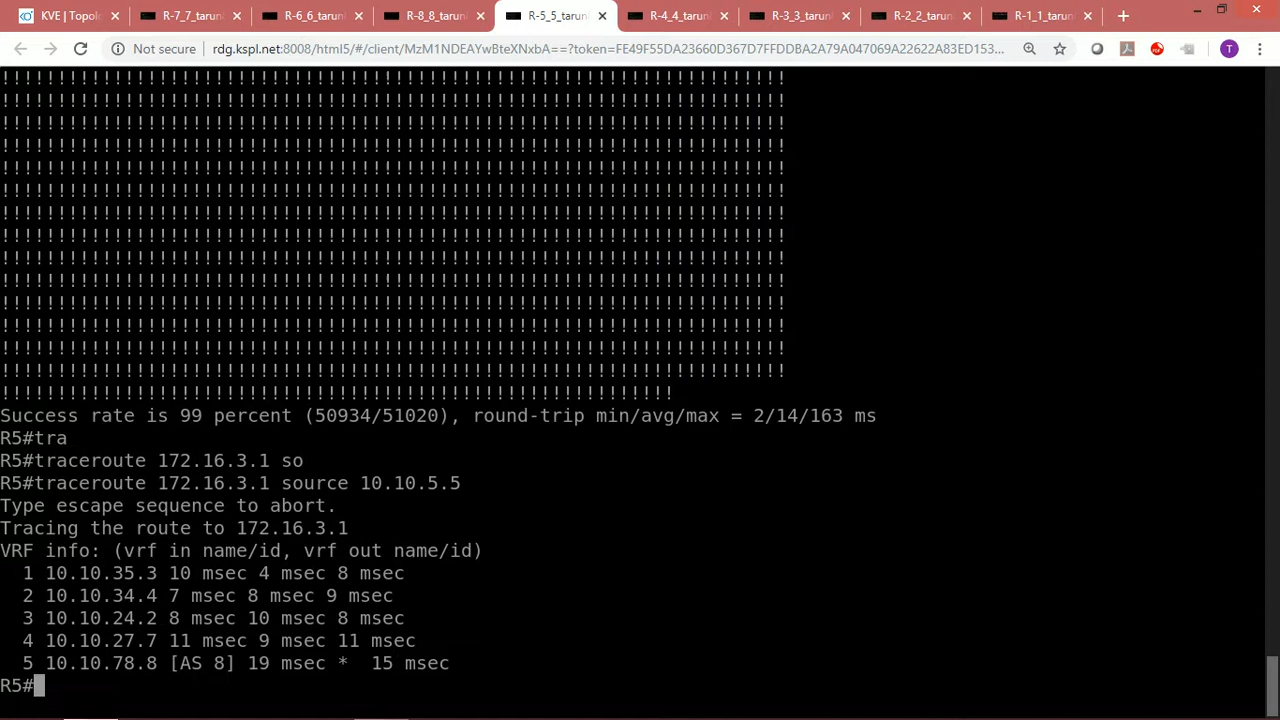 KVE | Topol
R-7_7_tarun
R-6_6_tarun
R-8_8_tarun
R-5_5_tarun
R-4_4_tarun
R-3_3_tarun
R-2_2_tarun
R-1_1_tarun
Not secure | rdg.kspl.net:8008/html5/#/client/MzM1NDEAYwBteXNxbA==?token=FE49F55DA23660D367D7FFDDBA2A79A047069A22622A83ED153...
T
!!!!!!!!!!!!!!!!!!!!!!!!!!!!!!!!!!!!!!!!!!!!!!!!!!!!!!!!!!!!!!!!!!!!!!
!!!!!!!!!!!!!!!!!!!!!!!!!!!!!!!!!!!!!!!!!!!!!!!!!!!!!!!!!!!!!!!!!!!!!!
!!!!!!!!!!!!!!!!!!!!!!!!!!!!!!!!!!!!!!!!!!!!!!!!!!!!!!!!!!!!!!!!!!!!!!
!!!!!!!!!!!!!!!!!!!!!!!!!!!!!!!!!!!!!!!!!!!!!!!!!!!!!!!!!!!!!!!!!!!!!!
!!!!!!!!!!!!!!!!!!!!!!!!!!!!!!!!!!!!!!!!!!!!!!!!!!!!!!!!!!!!!!!!!!!!!!
!!!!!!!!!!!!!!!!!!!!!!!!!!!!!!!!!!!!!!!!!!!!!!!!!!!!!!!!!!!!!!!!!!!!!!
!!!!!!!!!!!!!!!!!!!!!!!!!!!!!!!!!!!!!!!!!!!!!!!!!!!!!!!!!!!!!!!!!!!!!!
!!!!!!!!!!!!!!!!!!!!!!!!!!!!!!!!!!!!!!!!!!!!!!!!!!!!!!!!!!!!!!!!!!!!!!
!!!!!!!!!!!!!!!!!!!!!!!!!!!!!!!!!!!!!!!!!!!!!!!!!!!!!!!!!!!!!!!!!!!!!!
!!!!!!!!!!!!!!!!!!!!!!!!!!!!!!!!!!!!!!!!!!!!!!!!!!!!!!!!!!!!!!!!!!!!!!
!!!!!!!!!!!!!!!!!!!!!!!!!!!!!!!!!!!!!!!!!!!!!!!!!!!!!!!!!!!!!!!!!!!!!!
!!!!!!!!!!!!!!!!!!!!!!!!!!!!!!!!!!!!!!!!!!!!!!!!!!!!!!!!!!!!!!!!!!!!!!
!!!!!!!!!!!!!!!!!!!!!!!!!!!!!!!!!!!!!!!!!!!!!!!!!!!!!!!!!!!!!!!!!!!!!!
!!!!!!!!!!!!!!!!!!!!!!!!!!!!!!!!!!!!!!!!!!!!!!!!!!!!!!!!!!!!!!!!!!!!!!
!!!!!!!!!!!!!!!!!!!!!!!!!!!!!!!!!!!!!!!!!!!!!!!!!!!!!!!!!!!!
Success rate is 99 percent (50934/51020), round-trip min/avg/max = 2/14/163 ms
R5#tra
R5#traceroute 172.16.3.1 so
R5#traceroute 172.16.3.1 source 10.10.5.5
Type escape sequence to abort.
Tracing the route to 172.16.3.1
VRF info: (vrf in name/id, vrf out name/id)
1 10.10.35.3 10 msec 4 msec 8 msec
2 10.10.34.4 7 msec 8 msec 9 msec
3 10.10.24.2 8 msec 10 msec 8 msec
4 10.10.27.7 11 msec 9 msec 11 msec
5 10.10.78.8 [AS 8] 19 msec * 15 msec
R5#